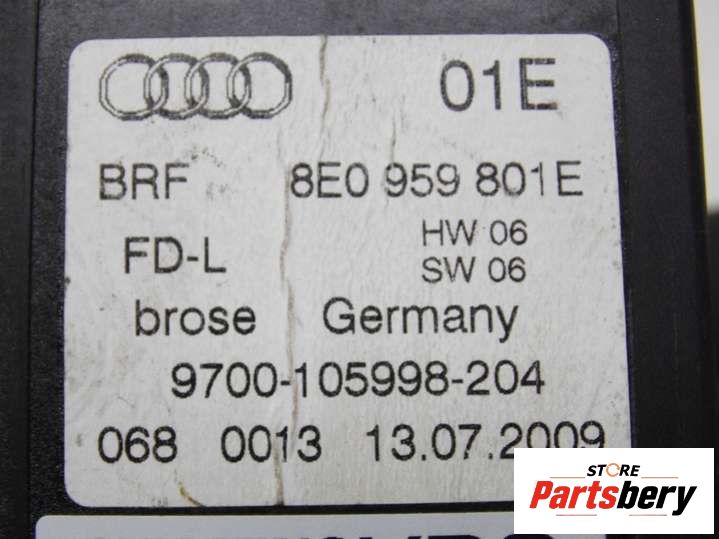 01E
BRF 8E0 959 801E
HW 06
FD-L
SW 06
brose Germany
9700-105998-204
068 0013 13.07.2009
STORE
Partsbery